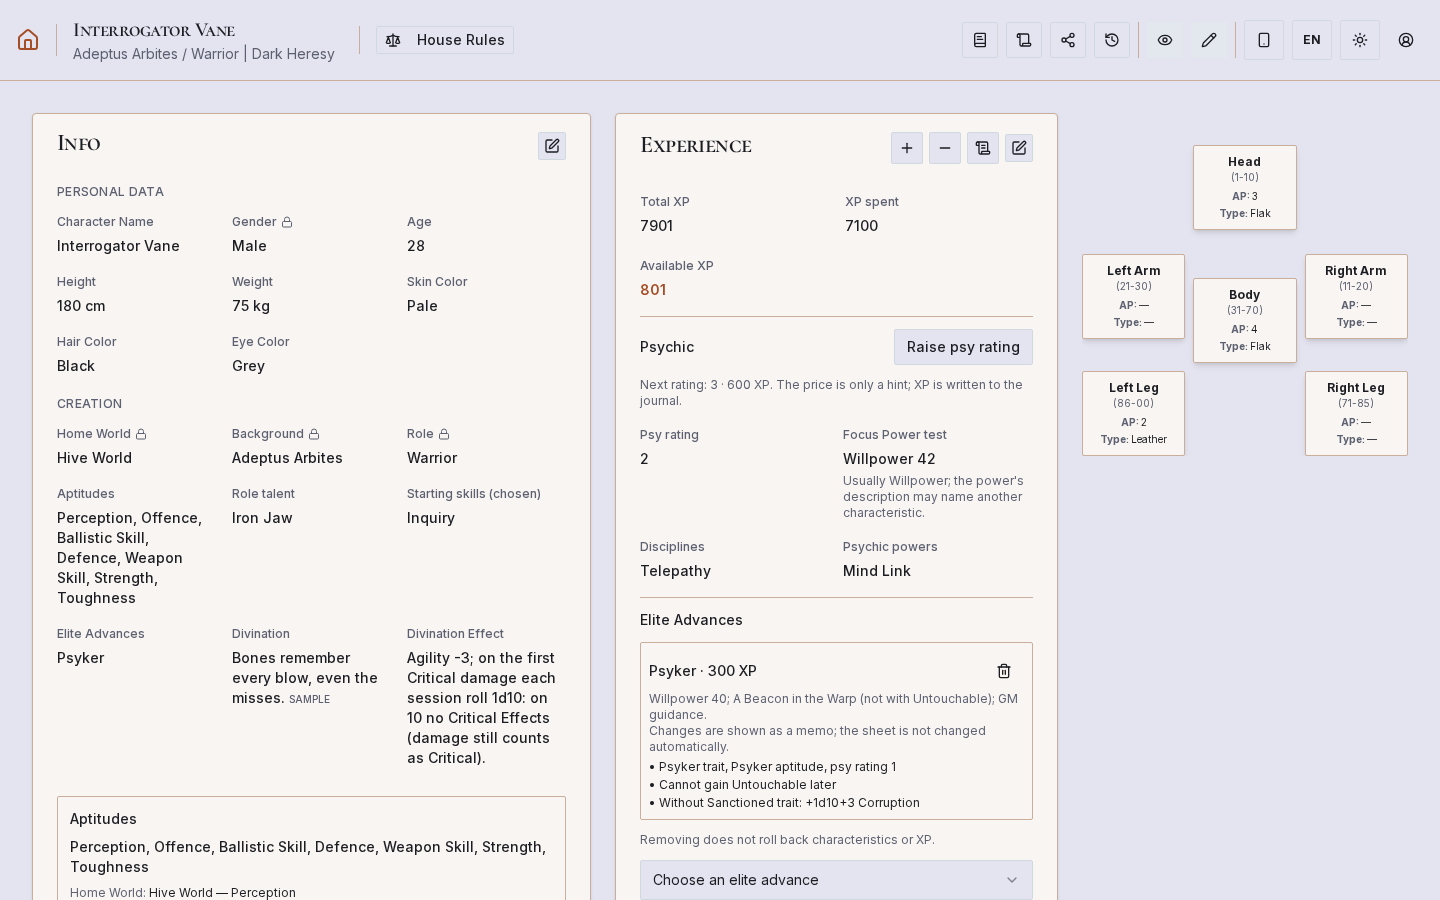 Interrogator Vane
Adeptus Arbites / Warrior | Dark Heresy
House Rules
EN
Info
PERSONAL DATA
Character Name
Gender
Age
Interrogator Vane
Male
28
Height
Weight
Skin Color
180 cm
75 kg
Pale
Hair Color
Eye Color
Black
Grey
CREATION
Home World
Background
Role
Hive World
Adeptus Arbites
Warrior
Aptitudes
Role talent
Starting skills (chosen)
Perception, Offence,
Ballistic Skill,
Defence, Weapon
Skill, Strength,
Toughness
Iron Jaw
Inquiry
Elite Advances
Divination
Divination Effect
Psyker
Bones remember
every blow, even the
misses. SAMPLE
Agility -3; on the first
Critical damage each
session roll 1d10: on
10 no Critical Effects
(damage still counts
as Critical).
Aptitudes
Perception, Offence, Ballistic Skill, Defence, Weapon Skill, Strength,
Toughness
Home World: Hive World — Perception
Experience
Total XP
XP spent
7901
7100
Available XP
801
Psychic
Raise psy rating
Next rating: 3 · 600 XP. The price is only a hint; XP is written to the
journal.
Psy rating
Focus Power test
2
Willpower 42
Usually Willpower; the power's
description may name another
characteristic.
Disciplines
Psychic powers
Telepathy
Mind Link
Elite Advances
Psyker · 300 XP
Willpower 40; A Beacon in the Warp (not with Untouchable); GM
guidance.
Changes are shown as a memo; the sheet is not changed
automatically.
• Psyker trait, Psyker aptitude, psy rating 1
• Cannot gain Untouchable later
• Without Sanctioned trait: +1d10+3 Corruption
Removing does not roll back characteristics or XP.
Choose an elite advance
Head
(1-10)
AP: 3
Type: Flak
Left Arm
(21-30)
AP: —
Type: —
Body
(31-70)
AP: 4
Type: Flak
Right Arm
(11-20)
AP: —
Type: —
Left Leg
(86-00)
AP: 2
Type: Leather
Right Leg
(71-85)
AP: —
Type: —